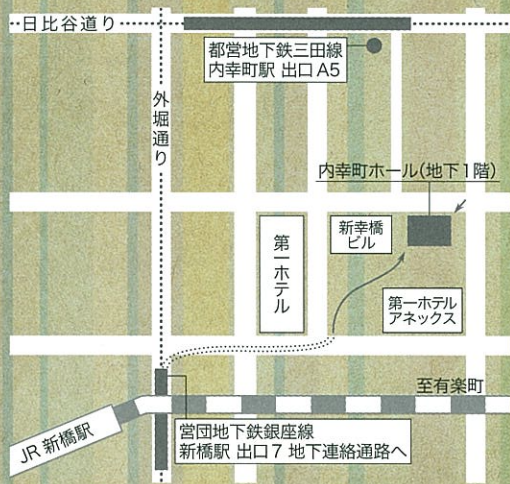 日比谷道り
都営地下鉄三田線
内幸町駅 出口A5
外堀通り
内幸町ホール(地下1階)
新幸橋
ビル
第一ホテル
第一ホテル
アネックス
至有楽町
JR 新橋駅
営団地下鉄銀座線
新橋駅 出口7 地下連絡通路へ